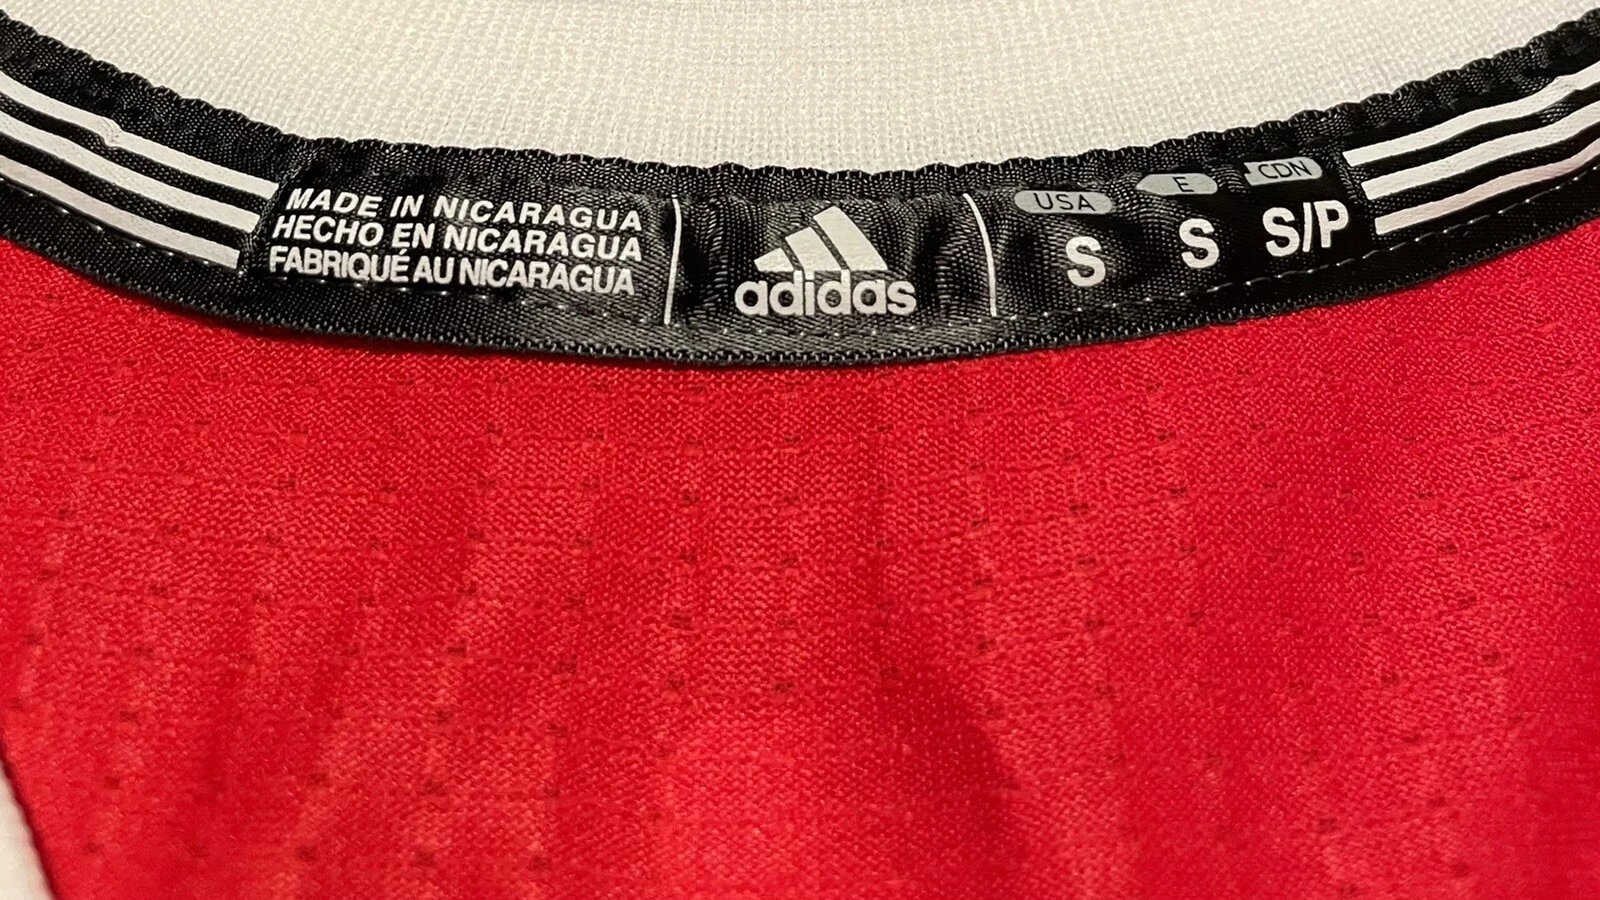 MADE IN NICARAGUA
HECHO EN NICARAGUA
FABRIQUÉ AU NICARAGUA
adidas
USA E CDN
S S S/P